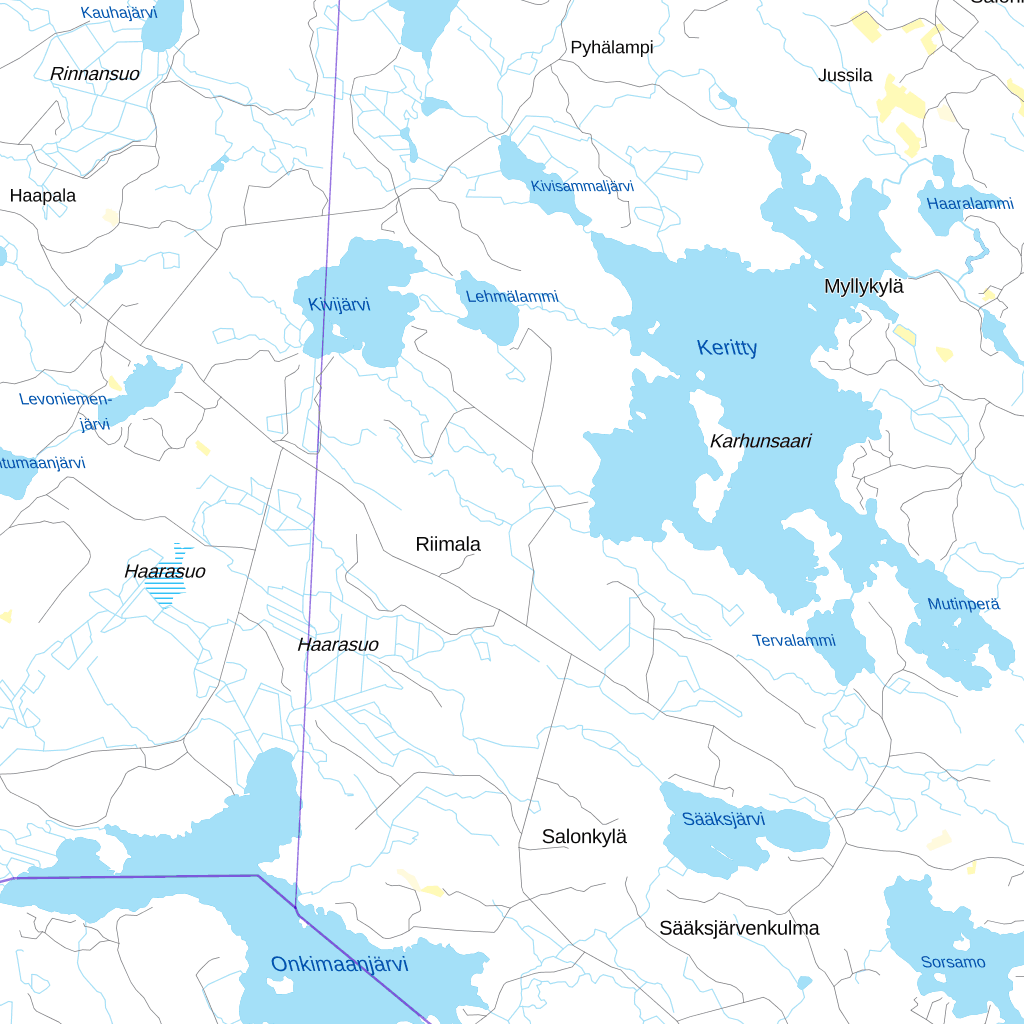 Kauhajärvi
Pyhälampi
Rinnansuo
Jussila
Haapala
Kivisammaljärvi
Haaralammi
Myllykylä
Kivijärvi
Lehmälammi
Keritty
Levoniemen-
järvi
Karhunsaari
tumaanjärvi
Riimala
Haarasuo
Mutinperä
Haarasuo
Tervalammi
Sääksjärvi
Salonkylä
Sääksjärvenkulma
Onkimaanjärvi
Sorsamo